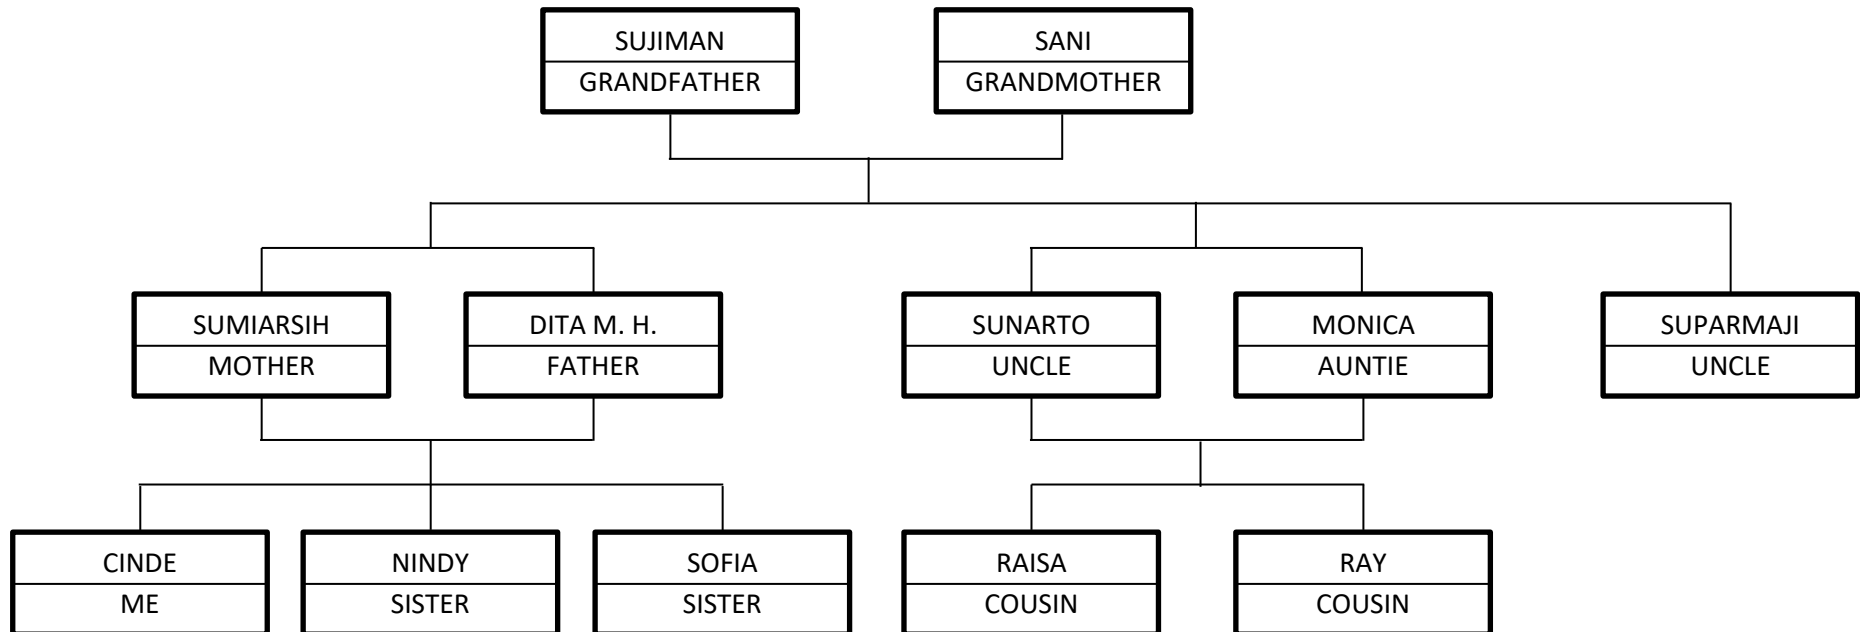 SUJIMAN
GRANDFATHER
SANI
GRANDMOTHER
SUMIARSIH
MOTHER
DITA M. H.
FATHER
SUNARTO
UNCLE
MONICA
AUNTIE
SUPARMAJI
UNCLE
CINDE
ME
NINDY
SISTER
SOFIA
SISTER
RAISA
COUSIN
RAY
COUSIN